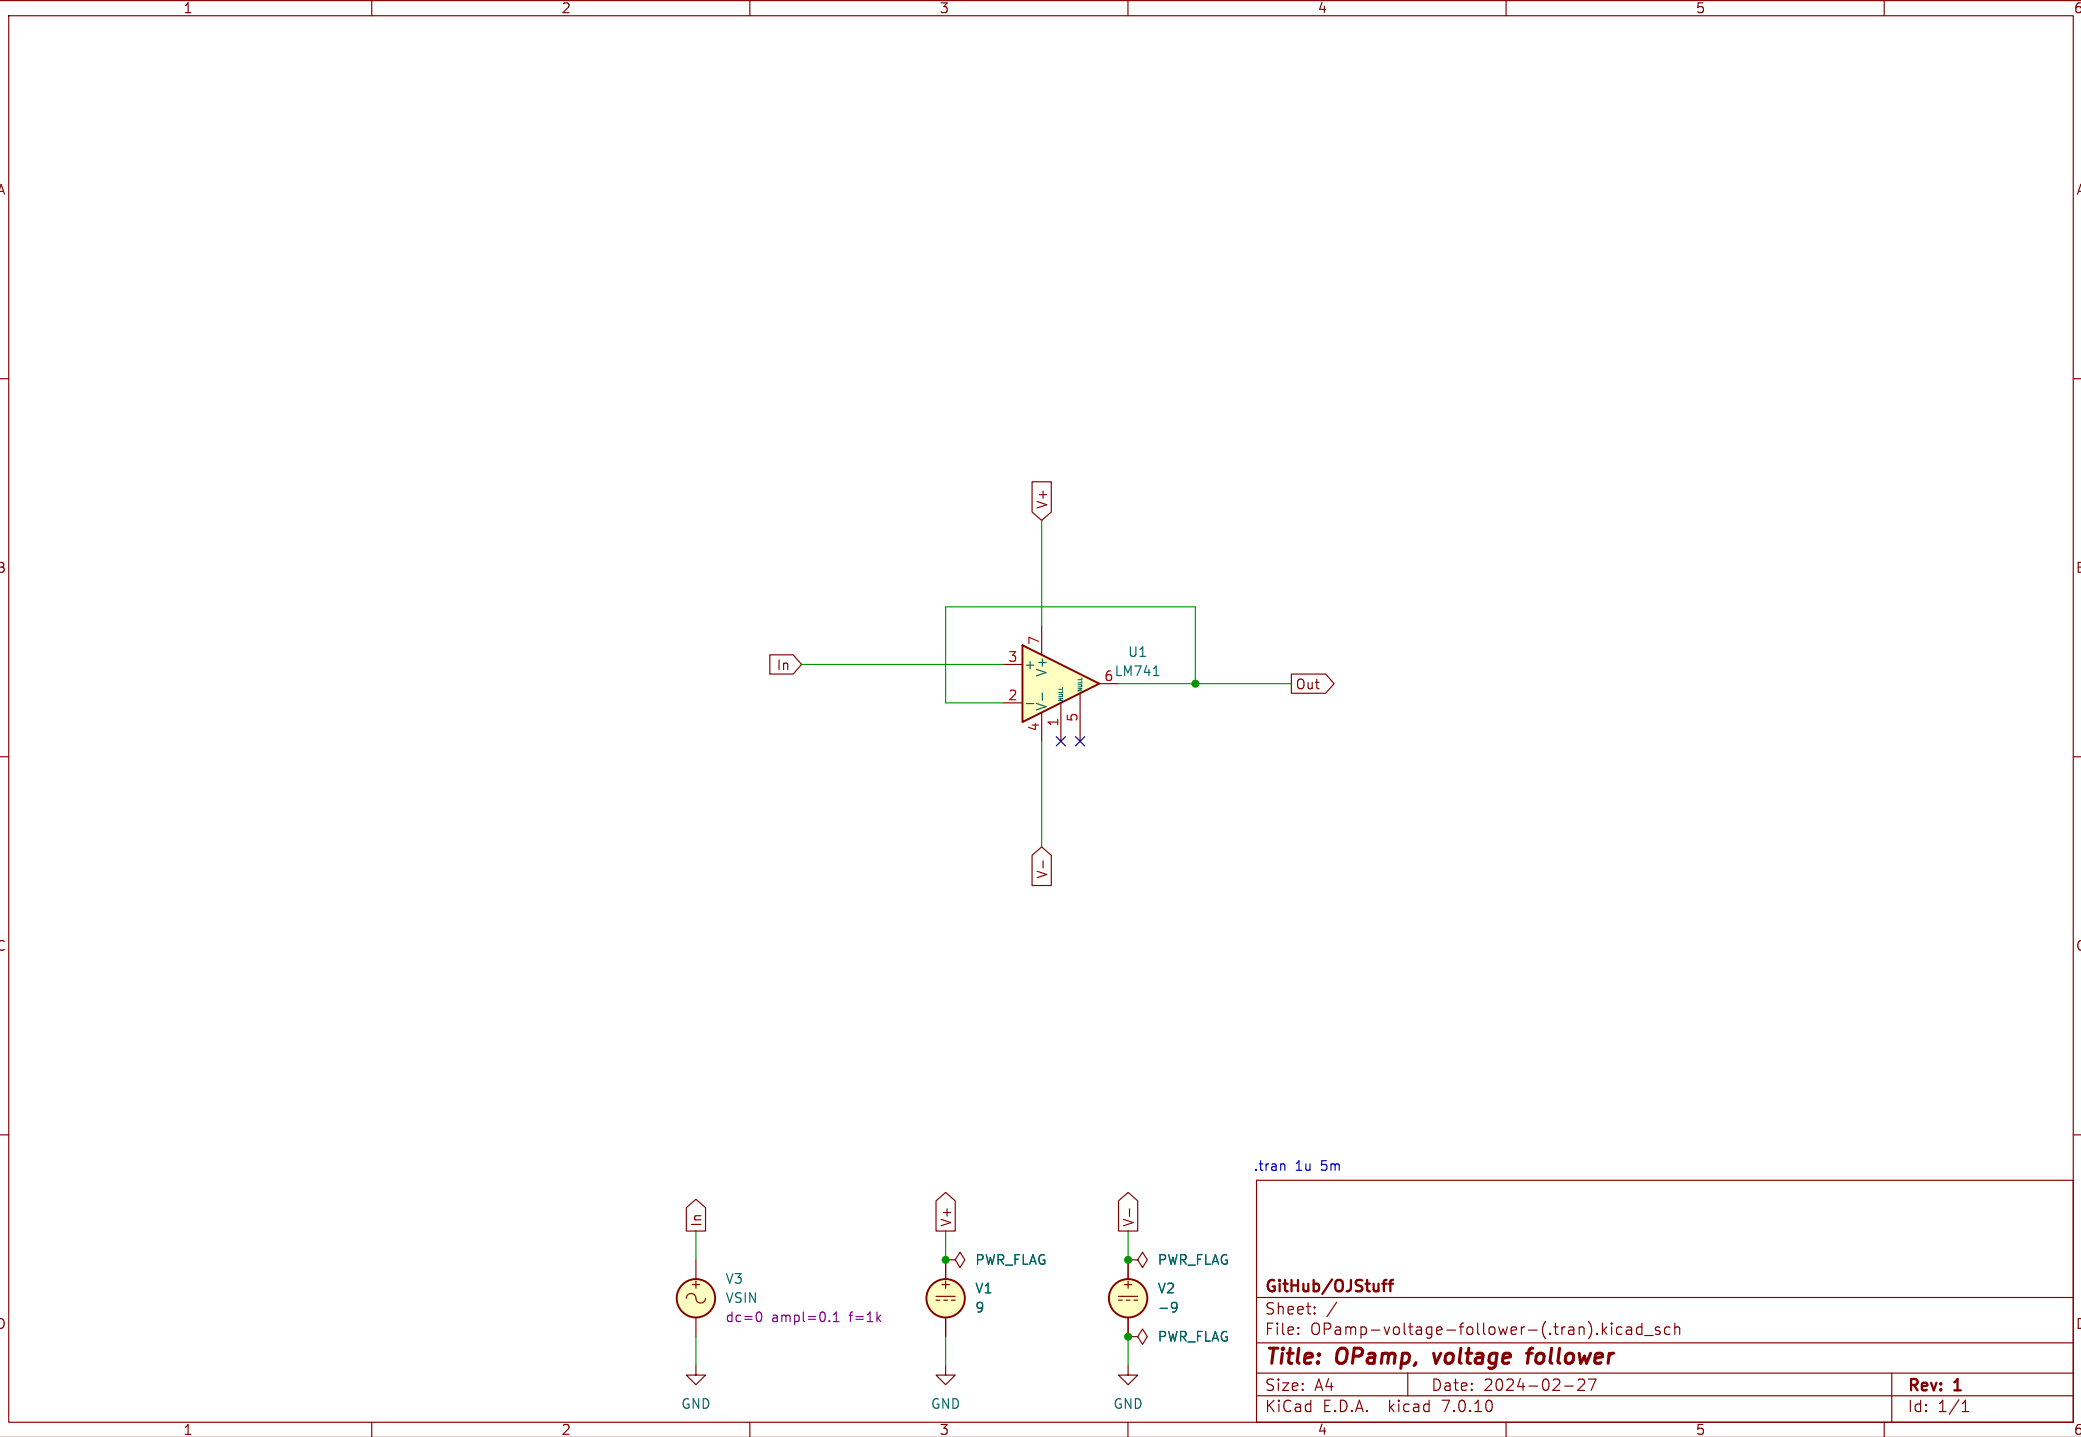 1 2 3 4 5 6
A A
V+
B B
7
In 3 + V+ U1
LM741
6 Out
NULL NULL
2 - V-
4 1 5
V-
C C
.tran 1u 5m
In V+ V-
PWR_FLAG PWR_FLAG
V3
VSIN
dc=0 ampl=0.1 f=1k
+
V1
9
+
V2
-9
+
PWR_FLAG
GND GND GND
D D
GitHub/OJStuff
Sheet: /
File: OPamp-voltage-follower-(.tran).kicad_sch
Title: OPamp, voltage follower
Size: A4 Date: 2024-02-27 Rev: 1
KiCad E.D.A. kicad 7.0.10 Id: 1/1
1 2 3 4 5 6